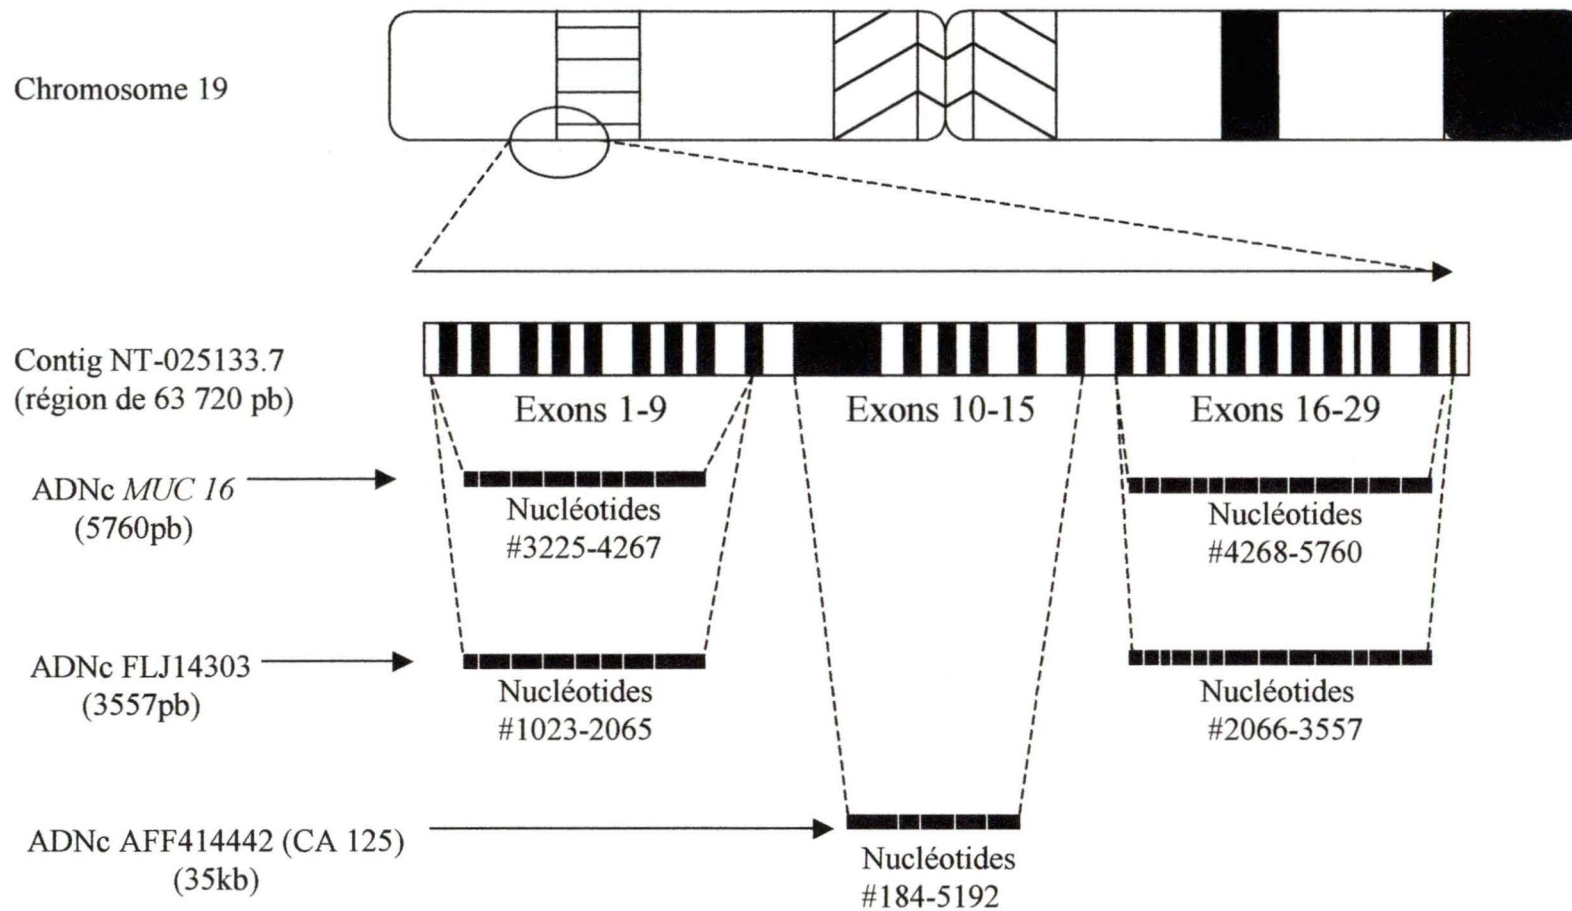 Chromosome 19
Contig NT-025133.7
(région de 63 720 pb)
Exons 1-9
Exons 10-15
Exons 16-29
ADNc MUC 16
(5760pb)
Nucléotides
#3225-4267
Nucléotides
#4268-5760
ADNc FLJ14303
(3557pb)
Nucléotides
#1023-2065
Nucléotides
#2066-3557
ADNc AFF414442 (CA 125)
(35kb)
Nucléotides
#184-5192